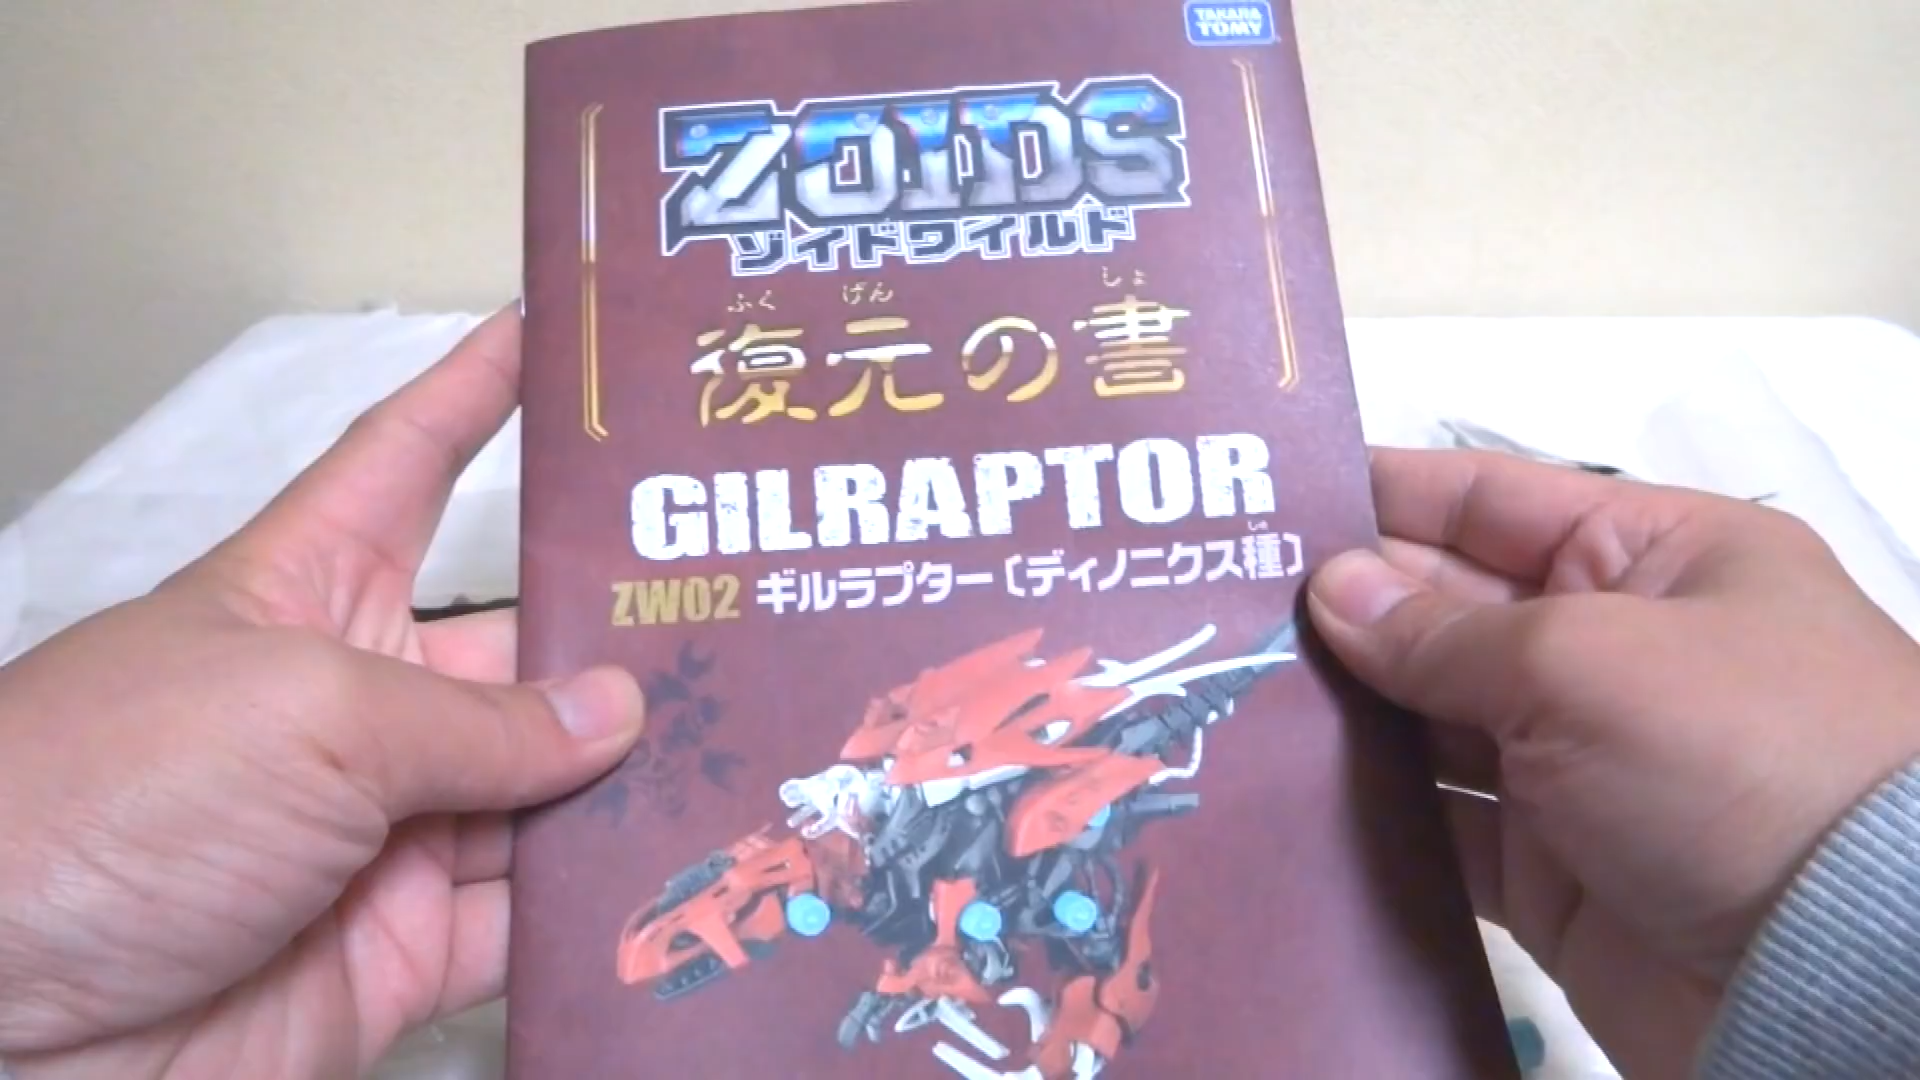 TAKARA
TOMY
ZOIDS
ゾイドワイルド
ふく げん しょ
復元の書
GILRAPTOR
しゅ
ZW02 ギルラプター〔ディノニクス種〕